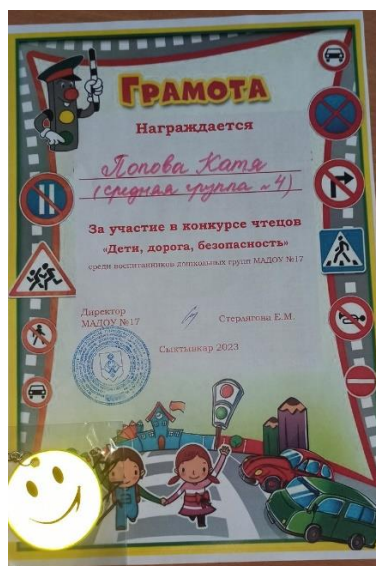 Грамота
Награждается
Попова Катя
(средняя группа №4)
За участие в конкурсе чтецов
«Дети, дорога, безопасность»
среди воспитанников дошкольных групп МАДОУ №17
Директор
МАДОУ №17
Стерлягова Е.М.
Сыктывкар 2023